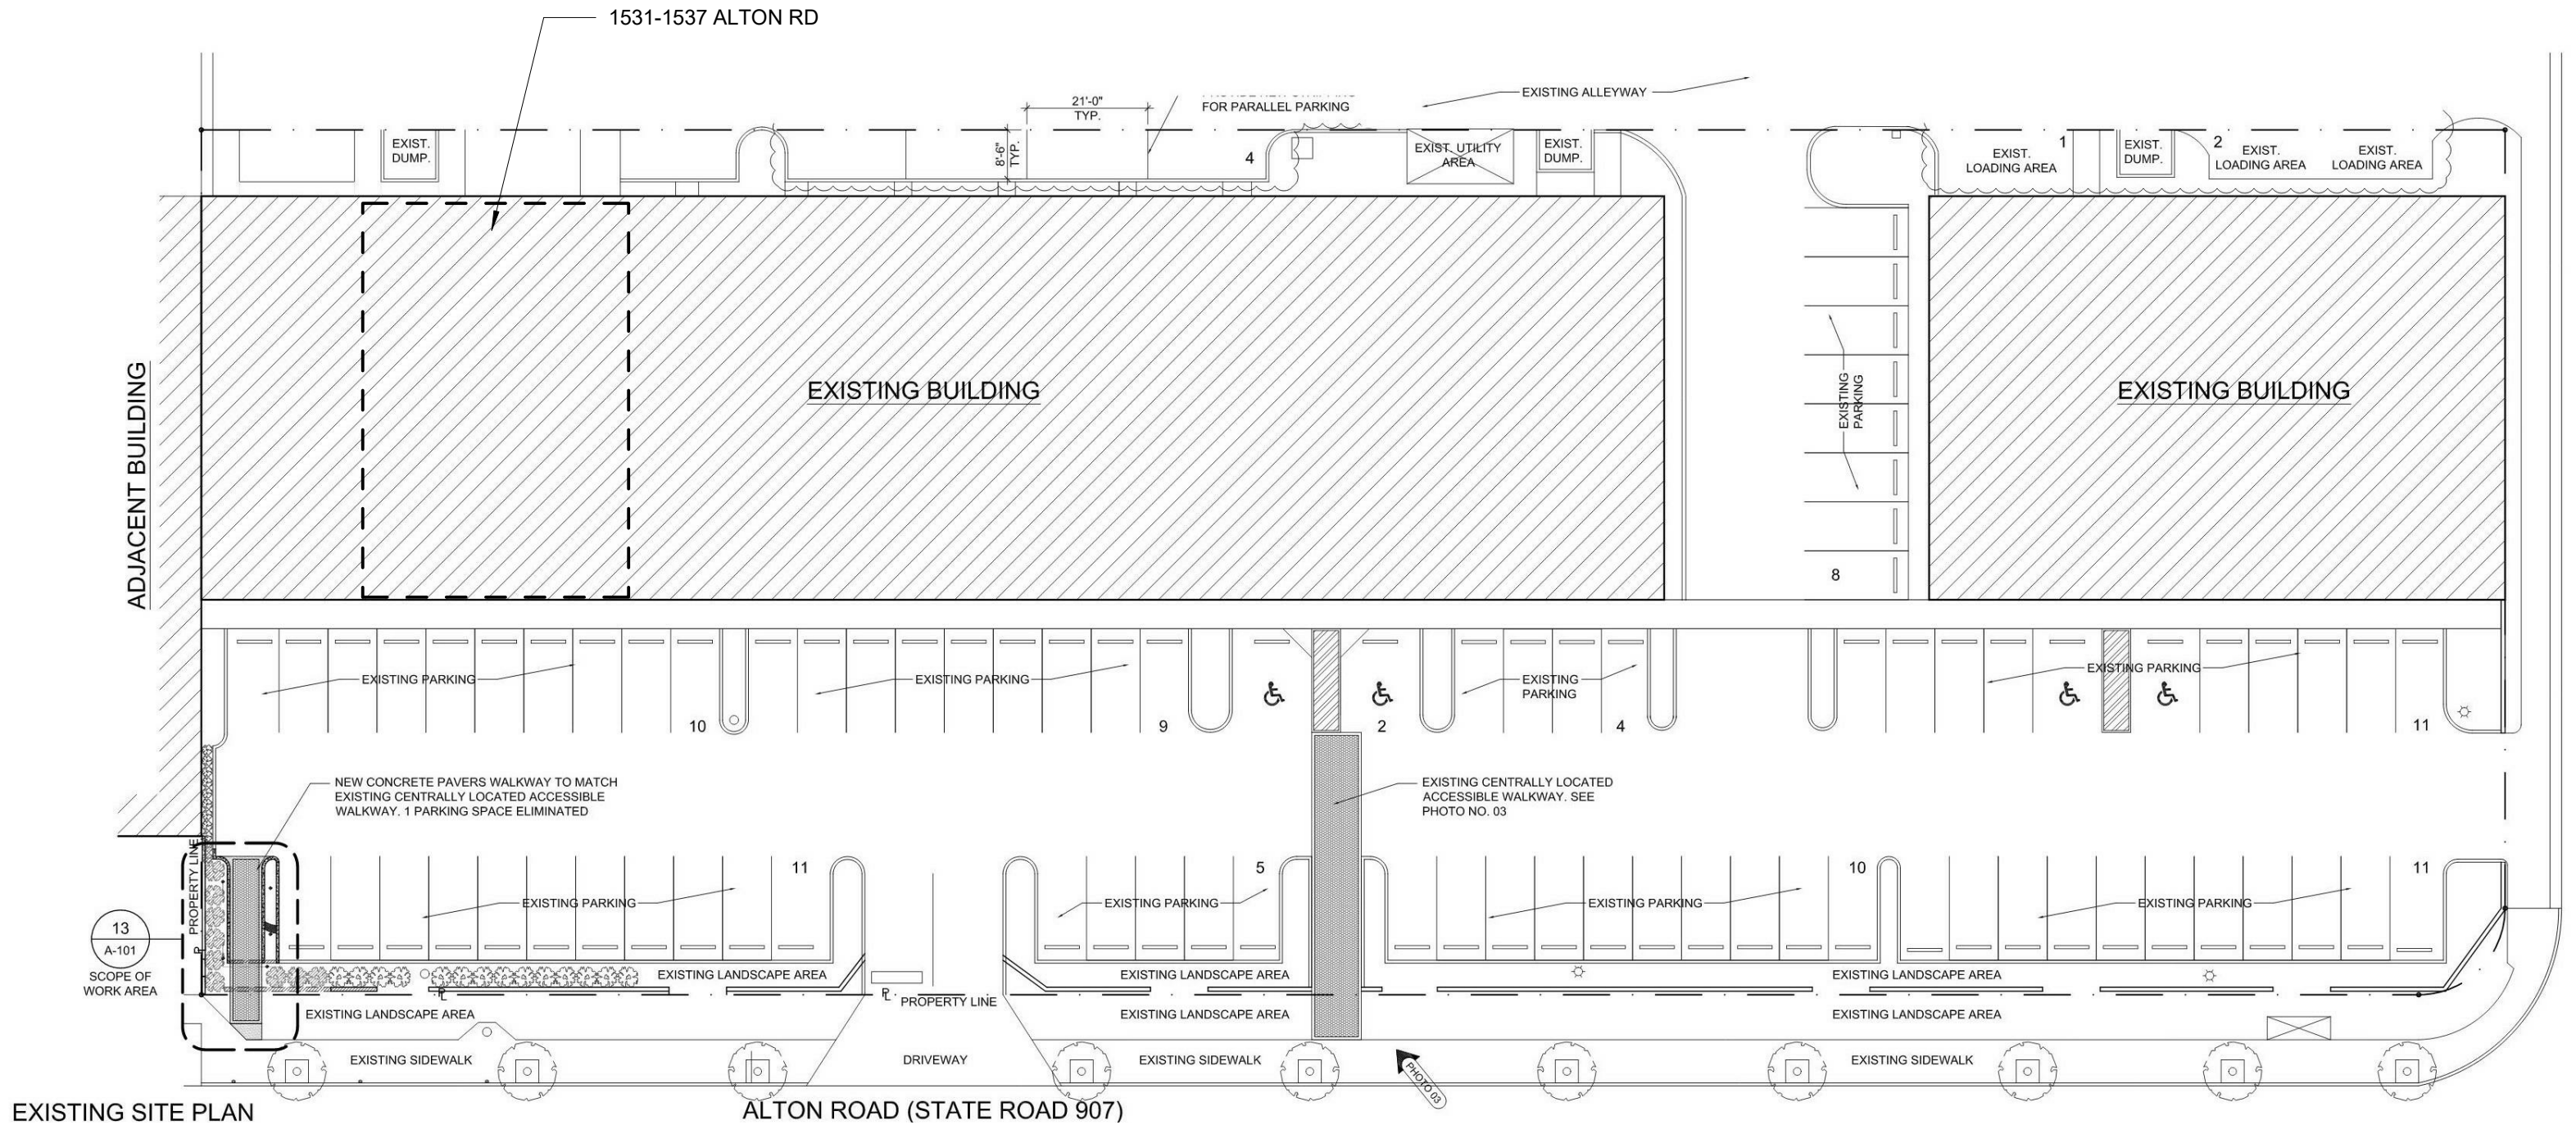 1531-1537 ALTON RD
21'-0"
TYP.
FOR PARALLEL PARKING
EXISTING ALLEYWAY
EXIST.
DUMP.
8'-6"
TYP.
4
EXIST. UTILITY
AREA
EXIST.
DUMP.
EXIST.
LOADING AREA
1
EXIST.
DUMP.
2
EXIST.
LOADING AREA
EXIST.
LOADING AREA
ADJACENT BUILDING
EXISTING BUILDING
EXISTING
PARKING
8
EXISTING BUILDING
EXISTING PARKING
10
EXISTING PARKING
9
2
EXISTING
PARKING
4
EXISTING PARKING
11
NEW CONCRETE PAVERS WALKWAY TO MATCH
EXISTING CENTRALLY LOCATED ACCESSIBLE
WALKWAY. 1 PARKING SPACE ELIMINATED
EXISTING CENTRALLY LOCATED
ACCESSIBLE WALKWAY. SEE
PHOTO NO. 03
PROPERTY LINE
13
A-101
SCOPE OF
WORK AREA
EXISTING PARKING
11
EXISTING PARKING
5
EXISTING PARKING
10
EXISTING PARKING
11
EXISTING LANDSCAPE AREA
EXISTING LANDSCAPE AREA
EXISTING LANDSCAPE AREA
PROPERTY LINE
EXISTING LANDSCAPE AREA
EXISTING LANDSCAPE AREA
EXISTING LANDSCAPE AREA
EXISTING SIDEWALK
DRIVEWAY
EXISTING SIDEWALK
PHOTO 03
EXISTING SIDEWALK
EXISTING SITE PLAN
ALTON ROAD (STATE ROAD 907)